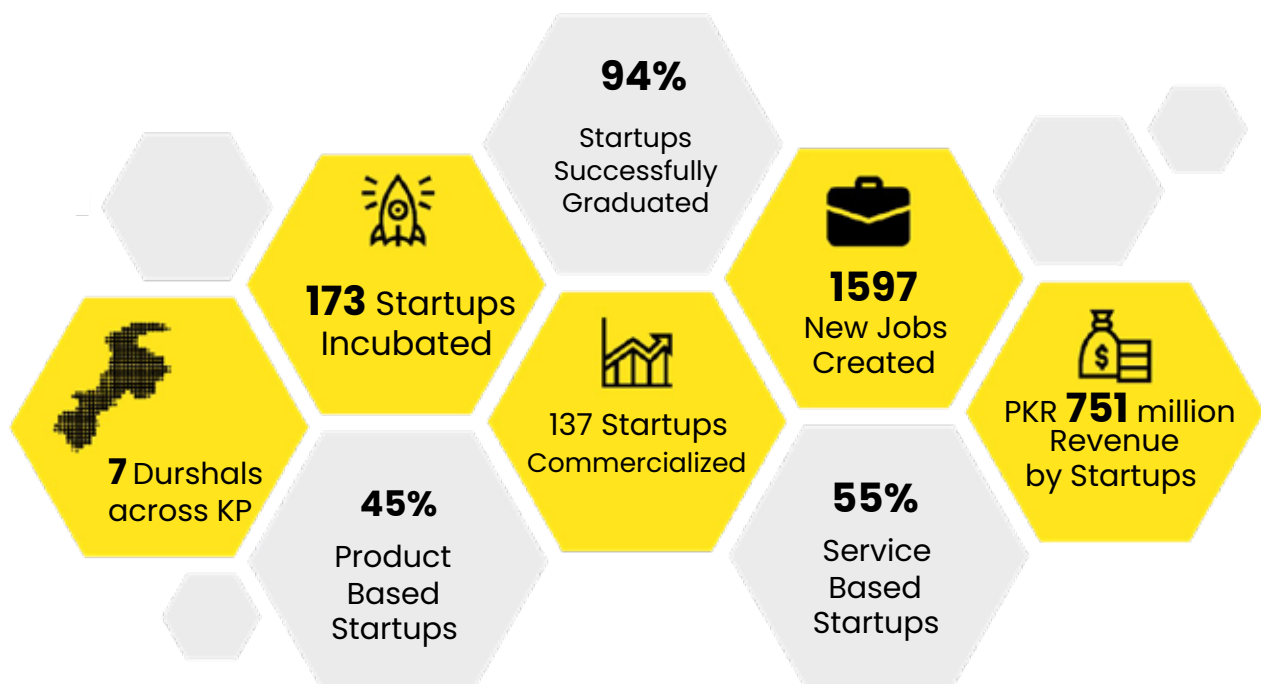 94%
Startups
Successfully
Graduated
173 Startups
Incubated
1597
New Jobs
Created
7 Durshals
across KP
137 Startups
Commercialized
PKR 751 million
Revenue
by Startups
45%
Product
Based
Startups
55%
Service
Based
Startups